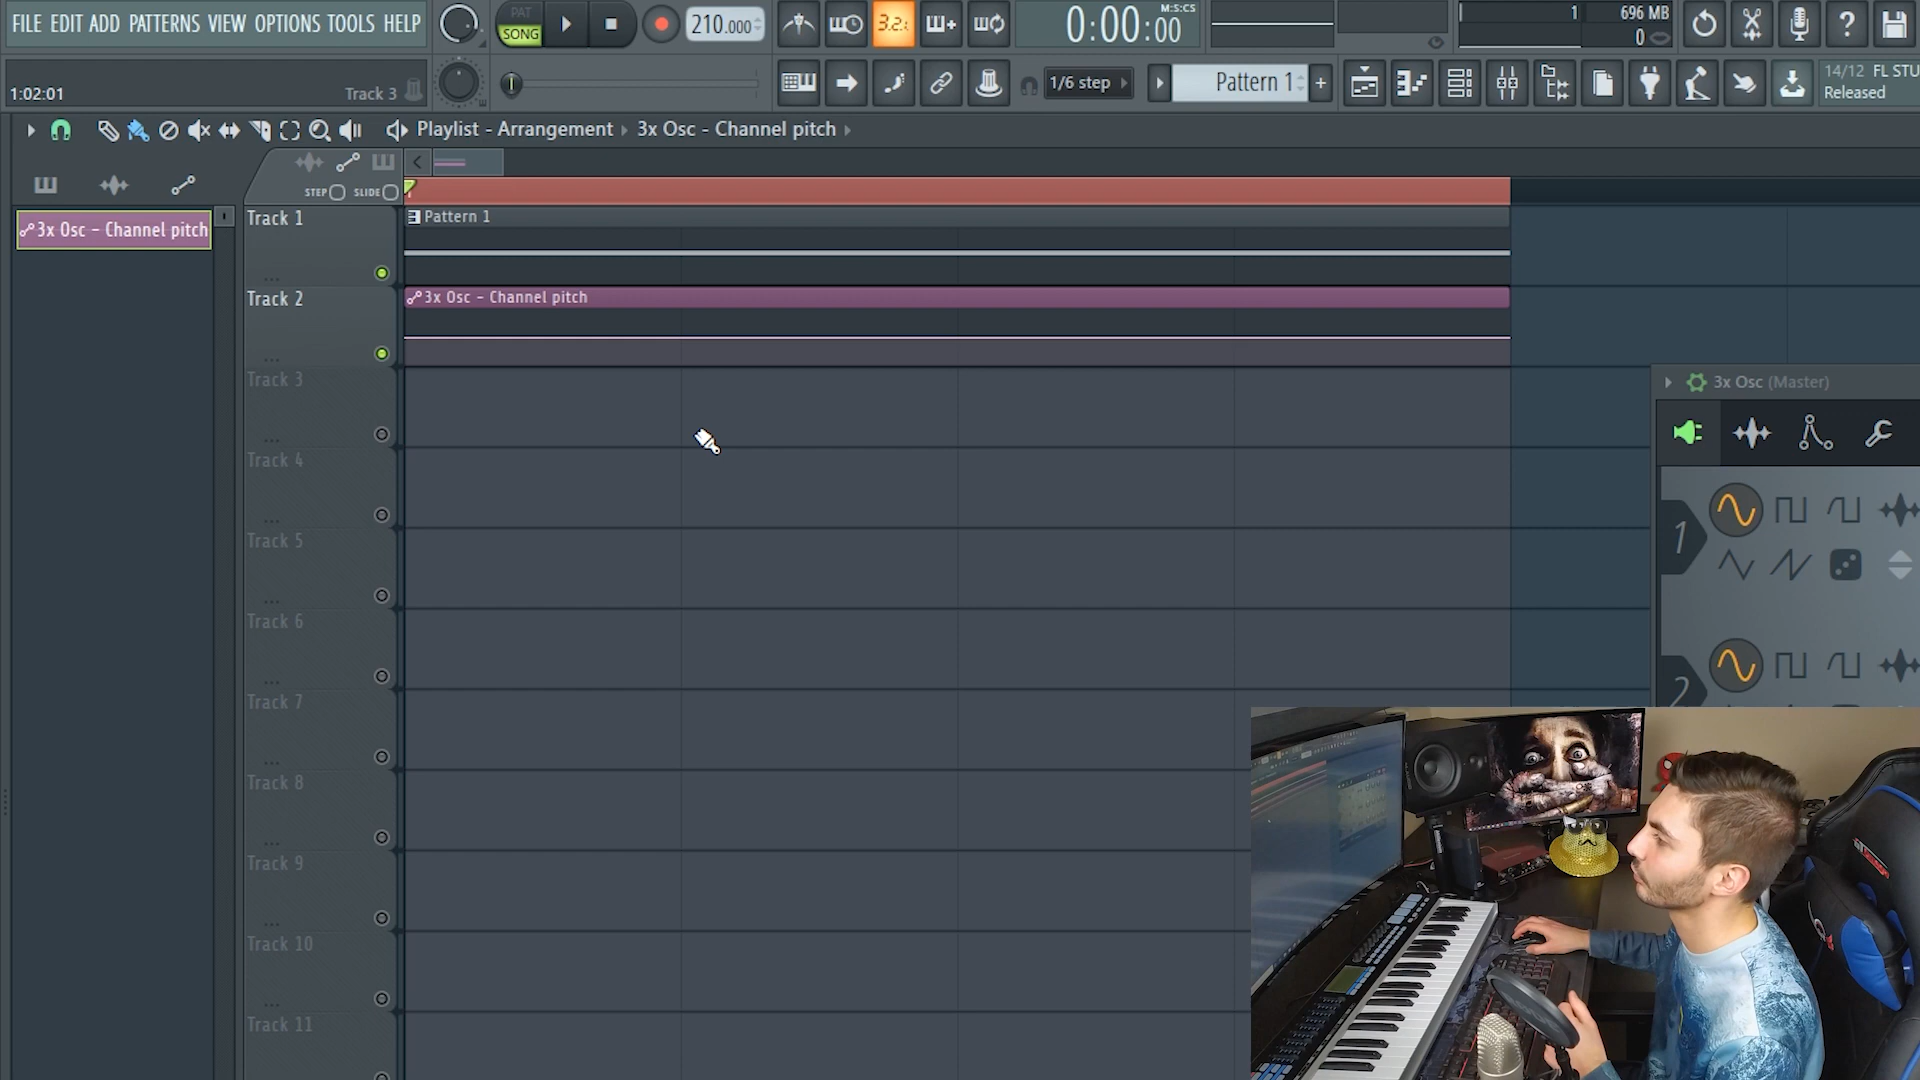 FILE EDIT ADD PATTERNS VIEW OPTIONS TOOLS HELP
PAT
SONG
210.000
3.2:
M:S:CS
0:00:00
1
696 MB
0
1:02:01
Track 3
1/6 step
Pattern 1
+
14/12 FL STU
Released
Playlist - Arrangement
3x Osc - Channel pitch
STEP
SLIDE
3x Osc - Channel pitch
Track 1
Pattern 1
Track 2
3x Osc - Channel pitch
Track 3
Track 4
Track 5
Track 6
Track 7
Track 8
Track 9
Track 10
Track 11
3x Osc (Master)
1
2